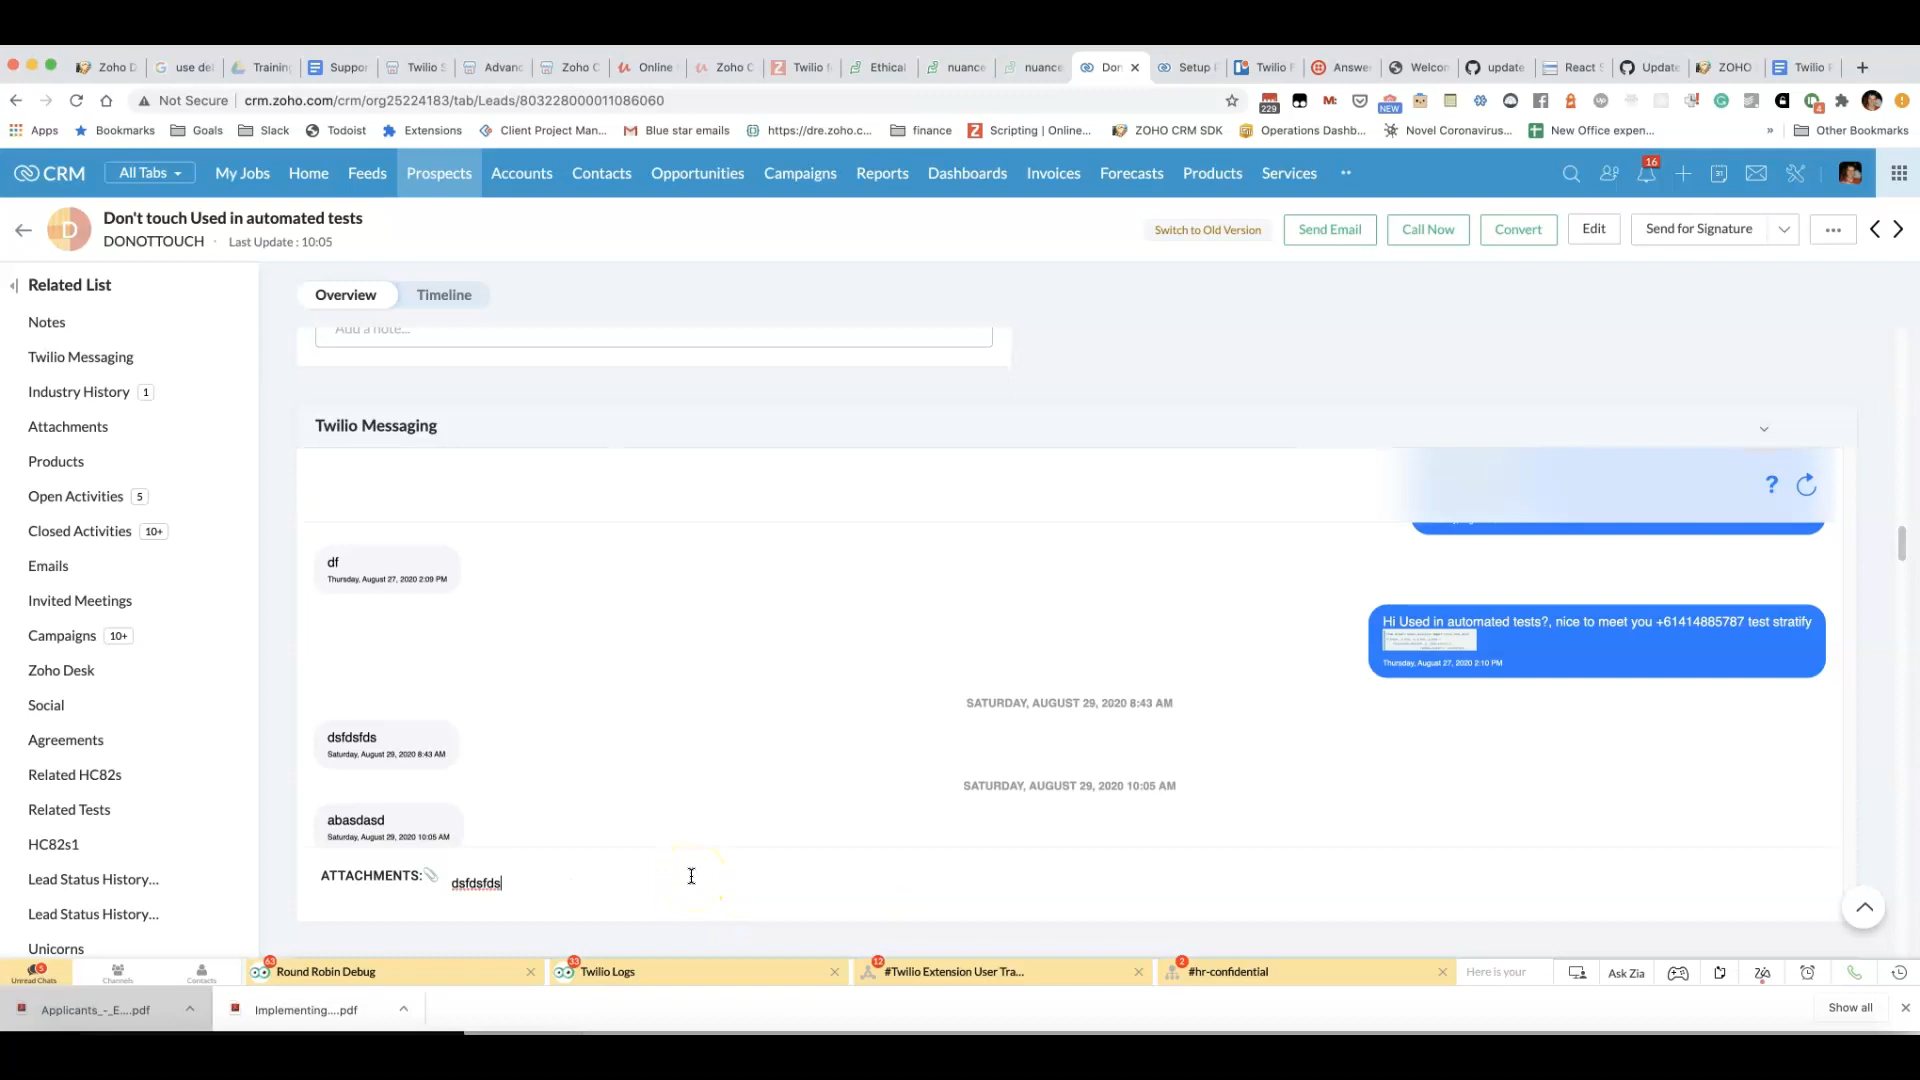 Zoho D
use del
Training
Suppor
Twilio S
Advanc
Zoho C
Online
Zoho C
Twilio f
Ethical
nuance
nuance
Don
Setup
Twilio F
Answe
Welcon
update
React S
Update
ZOHO
Twilio F
Not Secure
crm.zoho.com/crm/org25224183/tab/Leads/803228000011086060
229
NEW
4
Apps
Bookmarks
Goals
Slack
Todoist
Extensions
Client Project Man...
Blue star emails
https://dre.zoho.c...
finance
Scripting | Online...
ZOHO CRM SDK
Operations Dashb...
Novel Coronavirus...
New Office expen...
»
Other Bookmarks
CRM
All Tabs
My Jobs
Home
Feeds
Prospects
Accounts
Contacts
Opportunities
Campaigns
Reports
Dashboards
Invoices
Forecasts
Products
Services
16
Don't touch Used in automated tests
DONOTTOUCH · Last Update : 10:05
Switch to Old Version
Send Email
Call Now
Convert
Edit
Send for Signature
Related List
Notes
Twilio Messaging
Industry History 1
Attachments
Products
Open Activities 5
Closed Activities 10+
Emails
Invited Meetings
Campaigns 10+
Zoho Desk
Social
Agreements
Related HC82s
Related Tests
HC82s1
Lead Status History...
Lead Status History...
Unicorns
Overview
Timeline
Add a note...
Twilio Messaging
?
df
Thursday, August 27, 2020 2:09 PM
Hi Used in automated tests?, nice to meet you +61414885787 test stratify
Thursday, August 27, 2020 2:10 PM
SATURDAY, AUGUST 29, 2020 8:43 AM
dsfdsfds
Saturday, August 29, 2020 8:43 AM
SATURDAY, AUGUST 29, 2020 10:05 AM
abasdasd
Saturday, August 29, 2020 10:05 AM
ATTACHMENTS:
dsfdsfds
5
Unread Chats
Channels
Contacts
63
Round Robin Debug
33
Twilio Logs
12
#Twilio Extension User Tra...
2
#hr-confidential
Here is your
Ask Zia
Applicants_-_E....pdf
Implementing....pdf
Show all